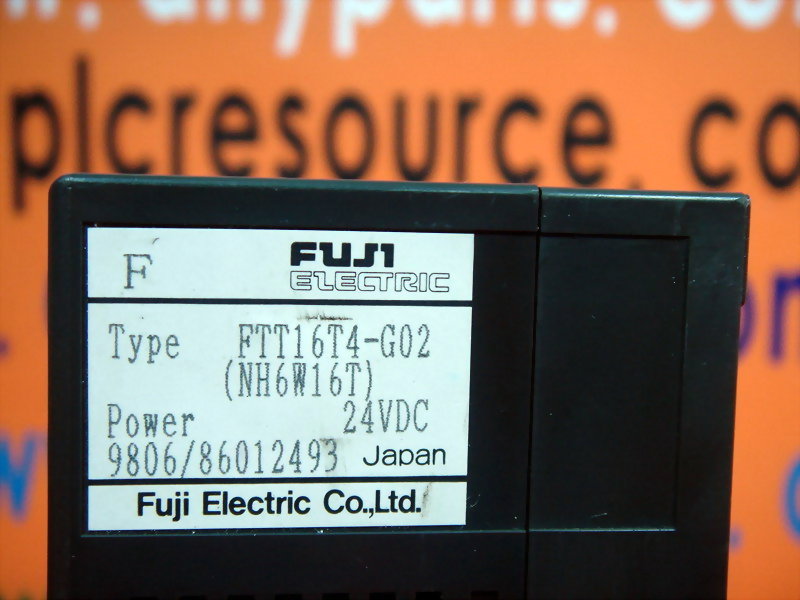 plcresource.co
F
FUJI
ELECTRIC
Type FTT16T4-G02
(NH6W16T)
Power 24VDC
9806/86012493 Japan
Fuji Electric Co.,Ltd.